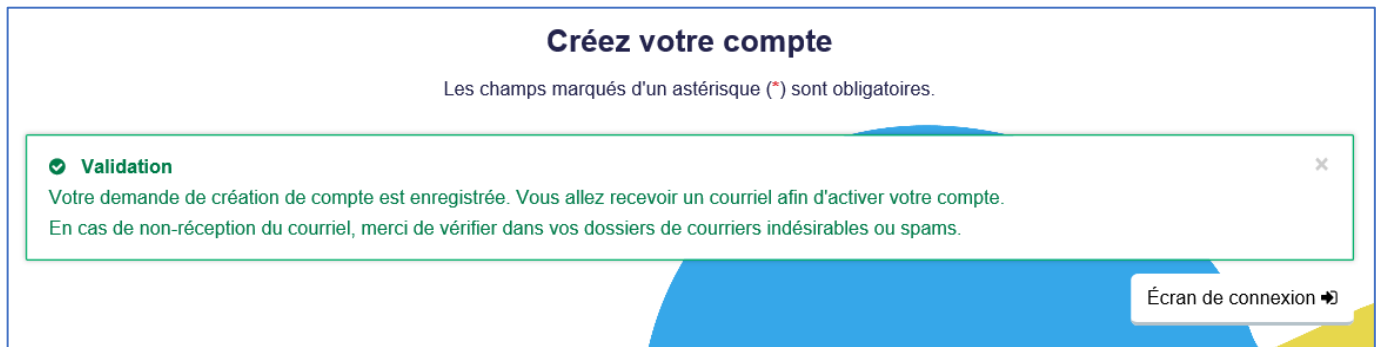 Créez votre compte
Les champs marqués d'un astérisque (*) sont obligatoires.
Validation
Votre demande de création de compte est enregistrée. Vous allez recevoir un courriel afin d'activer votre compte.
En cas de non-réception du courriel, merci de vérifier dans vos dossiers de courriers indésirables ou spams.
Écran de connexion